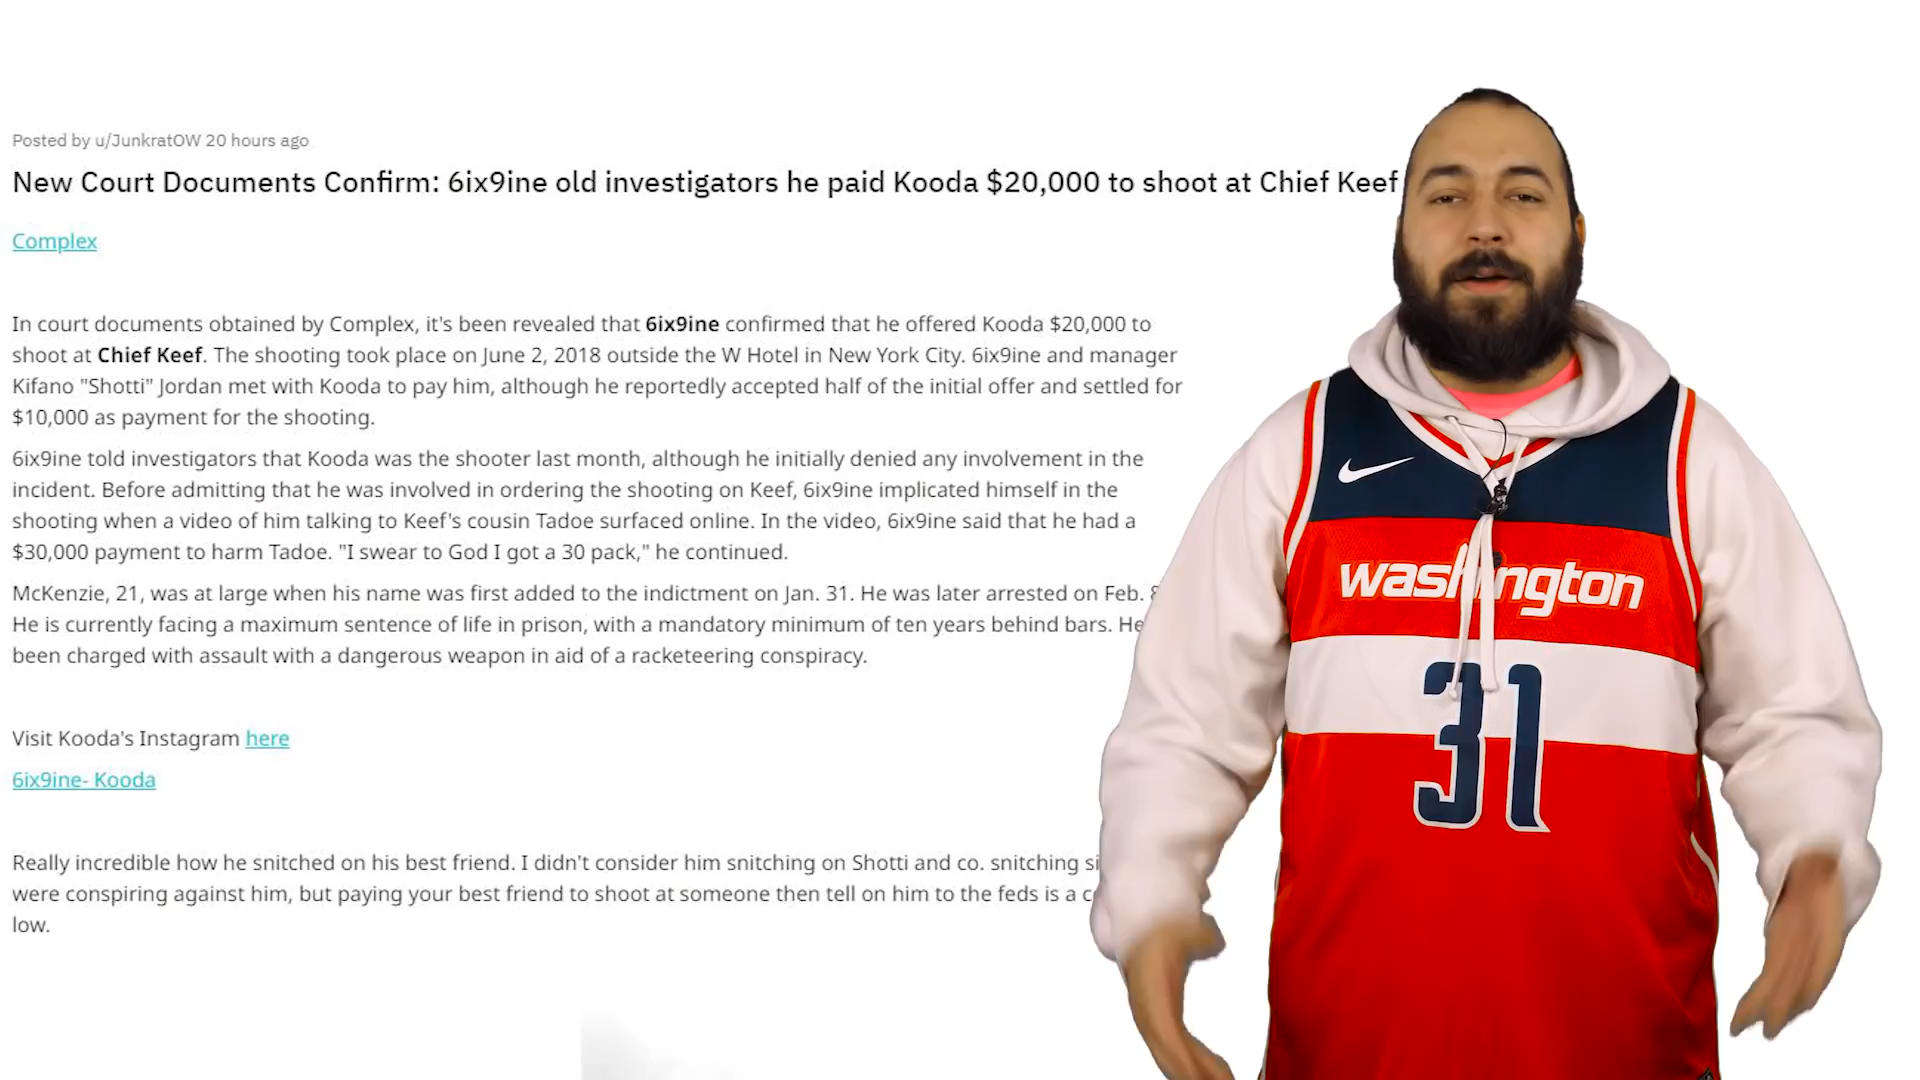 Posted by u/JunkratOW 20 hours ago
New Court Documents Confirm: 6ix9ine old investigators he paid Kooda $20,000 to shoot at Chief Keef
Complex
In court documents obtained by Complex, it's been revealed that 6ix9ine confirmed that he offered Kooda $20,000 to
shoot at Chief Keef. The shooting took place on June 2, 2018 outside the W Hotel in New York City. 6ix9ine and manager
Kifano "Shotti" Jordan met with Kooda to pay him, although he reportedly accepted half of the initial offer and settled for
$10,000 as payment for the shooting.
6ix9ine told investigators that Kooda was the shooter last month, although he initially denied any involvement in the
incident. Before admitting that he was involved in ordering the shooting on Keef, 6ix9ine implicated himself in the
shooting when a video of him talking to Keef's cousin Tadoe surfaced online. In the video, 6ix9ine said that he had a
$30,000 payment to harm Tadoe. "I swear to God I got a 30 pack," he continued.
McKenzie, 21, was at large when his name was first added to the indictment on Jan. 31. He was later arrested on Feb.
He is currently facing a maximum sentence of life in prison, with a mandatory minimum of ten years behind bars. He
been charged with assault with a dangerous weapon in aid of a racketeering conspiracy.
Visit Kooda's Instagram here
6ix9ine- Kooda
Really incredible how he snitched on his best friend. I didn't consider him snitching on Shotti and co. snitching
were conspiring against him, but paying your best friend to shoot at someone then tell on him to the feds is a
low.
washington
31